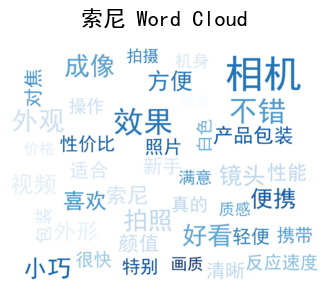 索尼 Word Cloud
拍摄
机身
成像
方便
相机
对焦
操作
外观
效果
不错
白色
产品包装
性价比
照片
价格
新手
适合
视频
满意
镜头
性能
喜欢
索尼
便携
真的
质感
拍照
包装
外形
颜值
好看
轻便
携带
小巧
很快
特别
画质
清晰
反应速度